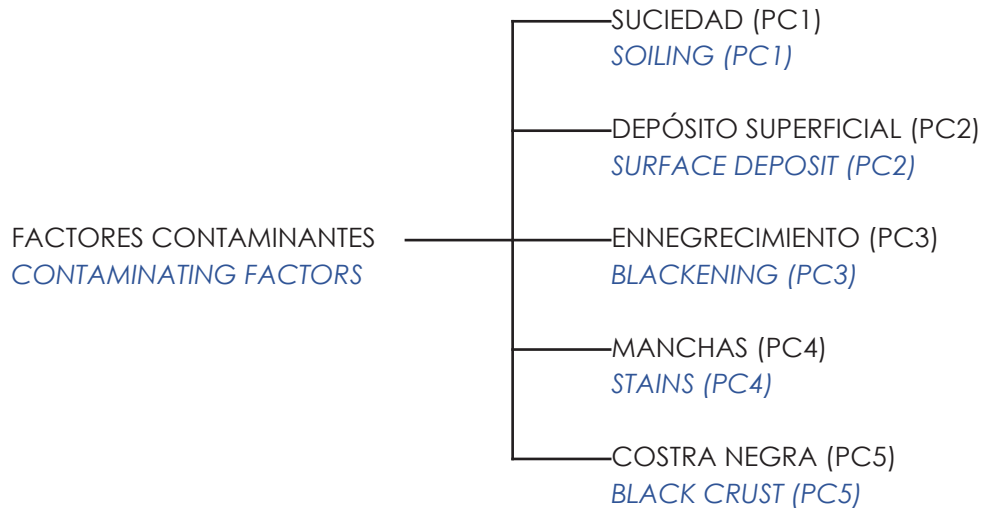 SUCIEDAD (PC1)
SOILING (PC1)
DEPÓSITO SUPERFICIAL (PC2)
SURFACE DEPOSIT (PC2)
FACTORES CONTAMINANTES
CONTAMINATING FACTORS
ENNEGRECIMIENTO (PC3)
BLACKENING (PC3)
MANCHAS (PC4)
STAINS (PC4)
COSTRA NEGRA (PC5)
BLACK CRUST (PC5)